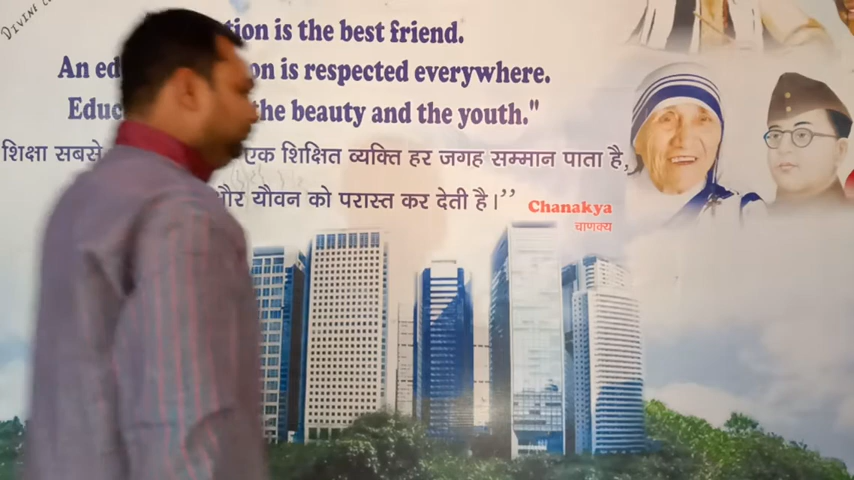 DIVINE
tion is the best friend.
An ed on is respected everywhere.
Educ the beauty and the youth."
शिक्षा सबसे एक शिक्षित व्यक्ति हर जगह सम्मान पाता है,
और यौवन को परास्त कर देती है।’’ Chanakya
चाणक्य